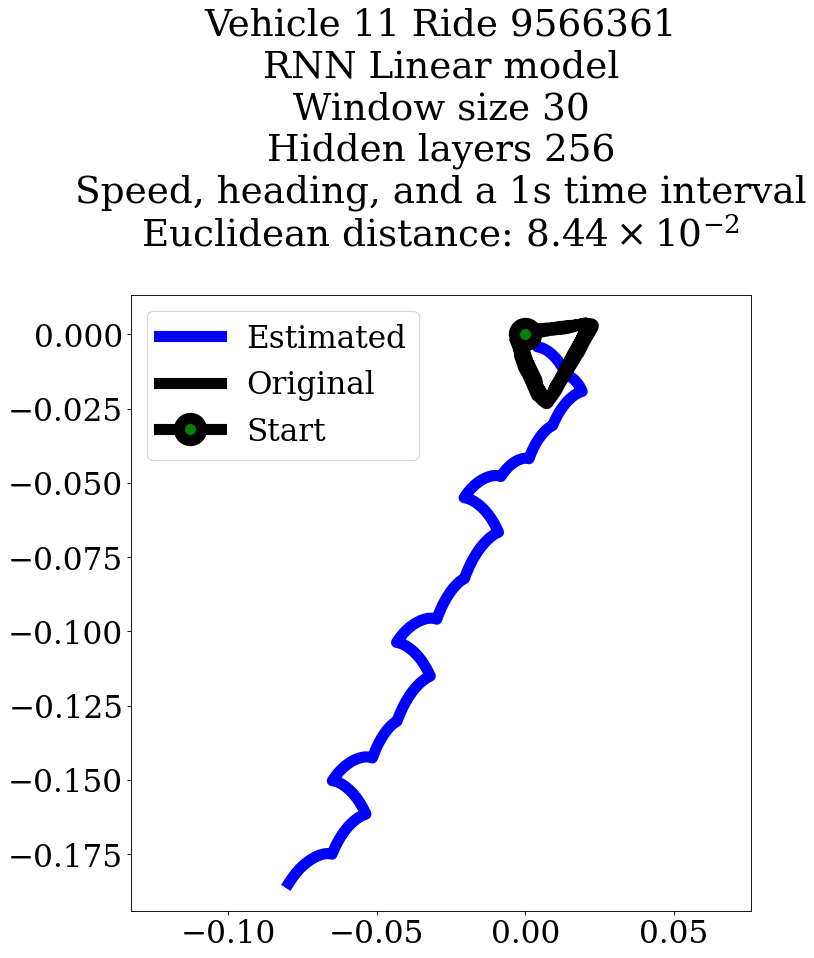 Vehicle 11 Ride 9566361
RNN Linear model
Window size 30
Hidden layers 256
Speed, heading, and a 1s time interval
Euclidean distance: 8.44 × 10⁻²
Estimated
Original
Start
0.000
−0.025
−0.050
−0.075
−0.100
−0.125
−0.150
−0.175
−0.10 −0.05 0.00 0.05